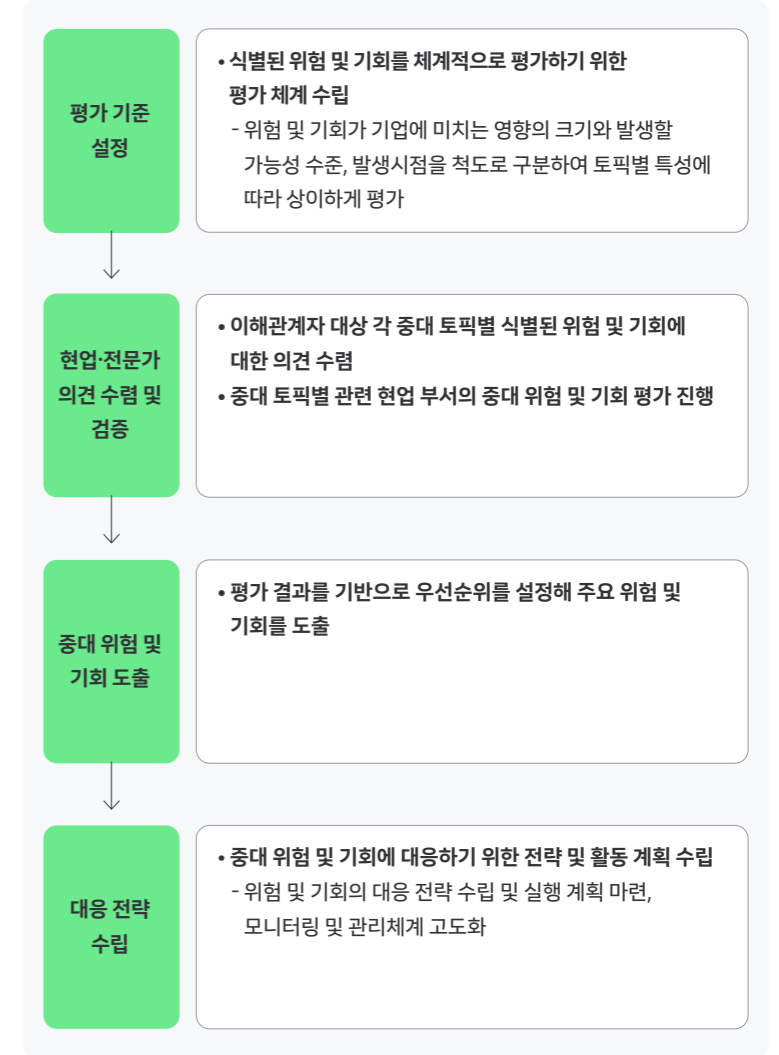 평가 기준
설정
• 식별된 위험 및 기회를 체계적으로 평가하기 위한
평가 체계 수립
- 위험 및 기회가 기업에 미치는 영향의 크기와 발생할
가능성 수준, 발생시점을 척도로 구분하여 토픽별 특성에
따라 상이하게 평가
현업·전문가
의견 수렴 및
검증
• 이해관계자 대상 각 중대 토픽별 식별된 위험 및 기회에
대한 의견 수렴
• 중대 토픽별 관련 현업 부서의 중대 위험 및 기회 평가 진행
중대 위험 및
기회 도출
• 평가 결과를 기반으로 우선순위를 설정해 주요 위험 및
기회를 도출
대응 전략
수립
• 중대 위험 및 기회에 대응하기 위한 전략 및 활동 계획 수립
- 위험 및 기회의 대응 전략 수립 및 실행 계획 마련,
모니터링 및 관리체계 고도화